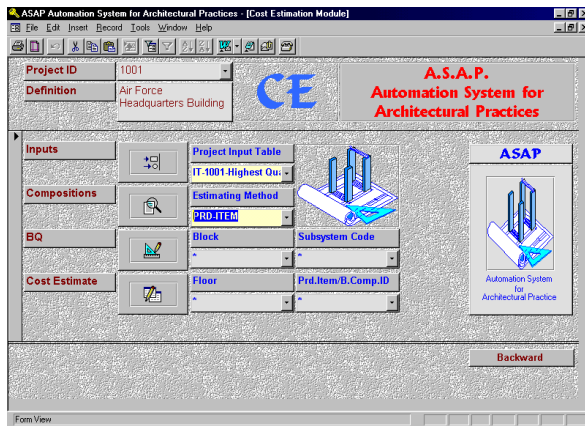 ASAP Automation System for Architectural Practices - [Cost Estimation Module]
File Edit Insert Record Tools Window Help
Project ID
1001
Definition
Air Force
Headquarters Building
CE
A.S.A.P.
Automation System for
Architectural Practices
Inputs
Project Input Table
IT-1001-Highest Qua
ASAP
Compositions
Estimating Method
PRD-ITEM
BQ
Block
Subsystem Code
*
*
Cost Estimate
Floor
Prd.Item/B.Comp.ID
*
*
Automation System
for
Architectural Practice
Backward
Form View